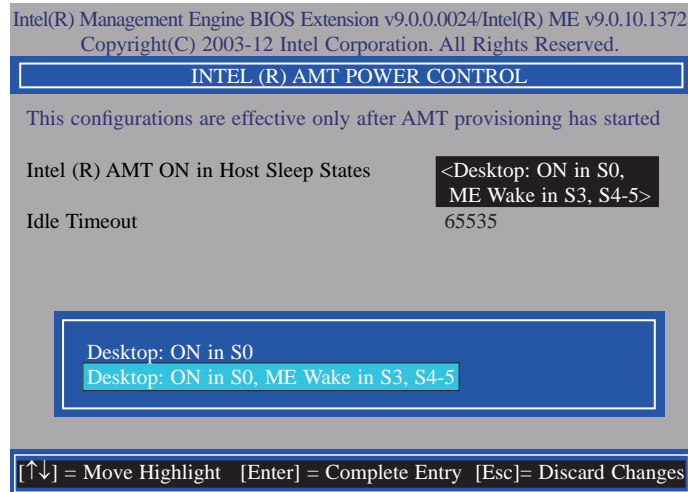 Intel(R) Management Engine BIOS Extension v9.0.0.0024/Intel(R) ME v9.0.10.1372
Copyright(C) 2003-12 Intel Corporation. All Rights Reserved.
INTEL (R) AMT POWER CONTROL
This configurations are effective only after AMT provisioning has started
Intel (R) AMT ON in Host Sleep States <Desktop: ON in S0,
ME Wake in S3, S4-5>
Idle Timeout 65535
Desktop: ON in S0
Desktop: ON in S0, ME Wake in S3, S4-5
[↑↓] = Move Highlight [Enter] = Complete Entry [Esc]= Discard Changes